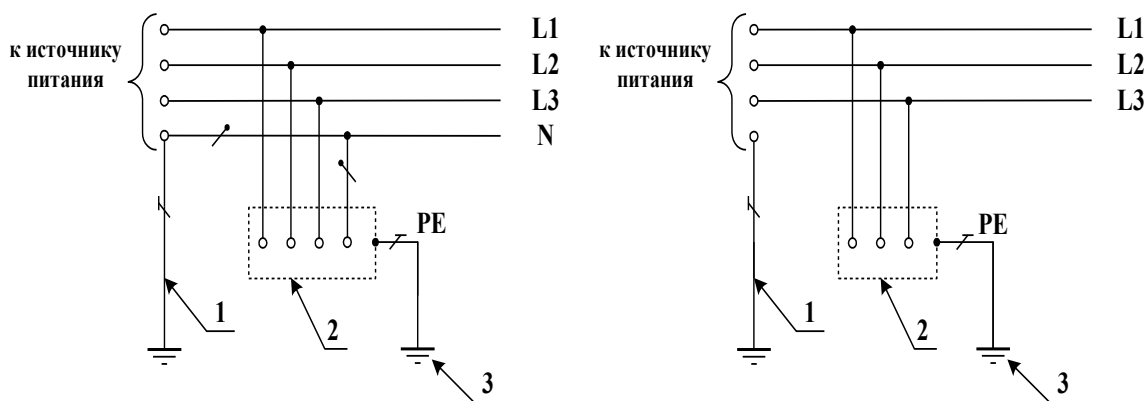 к источнику
питания
L1
L2
L3
N
PE
1
2
3
к источнику
питания
L1
L2
L3
PE
1
2
3